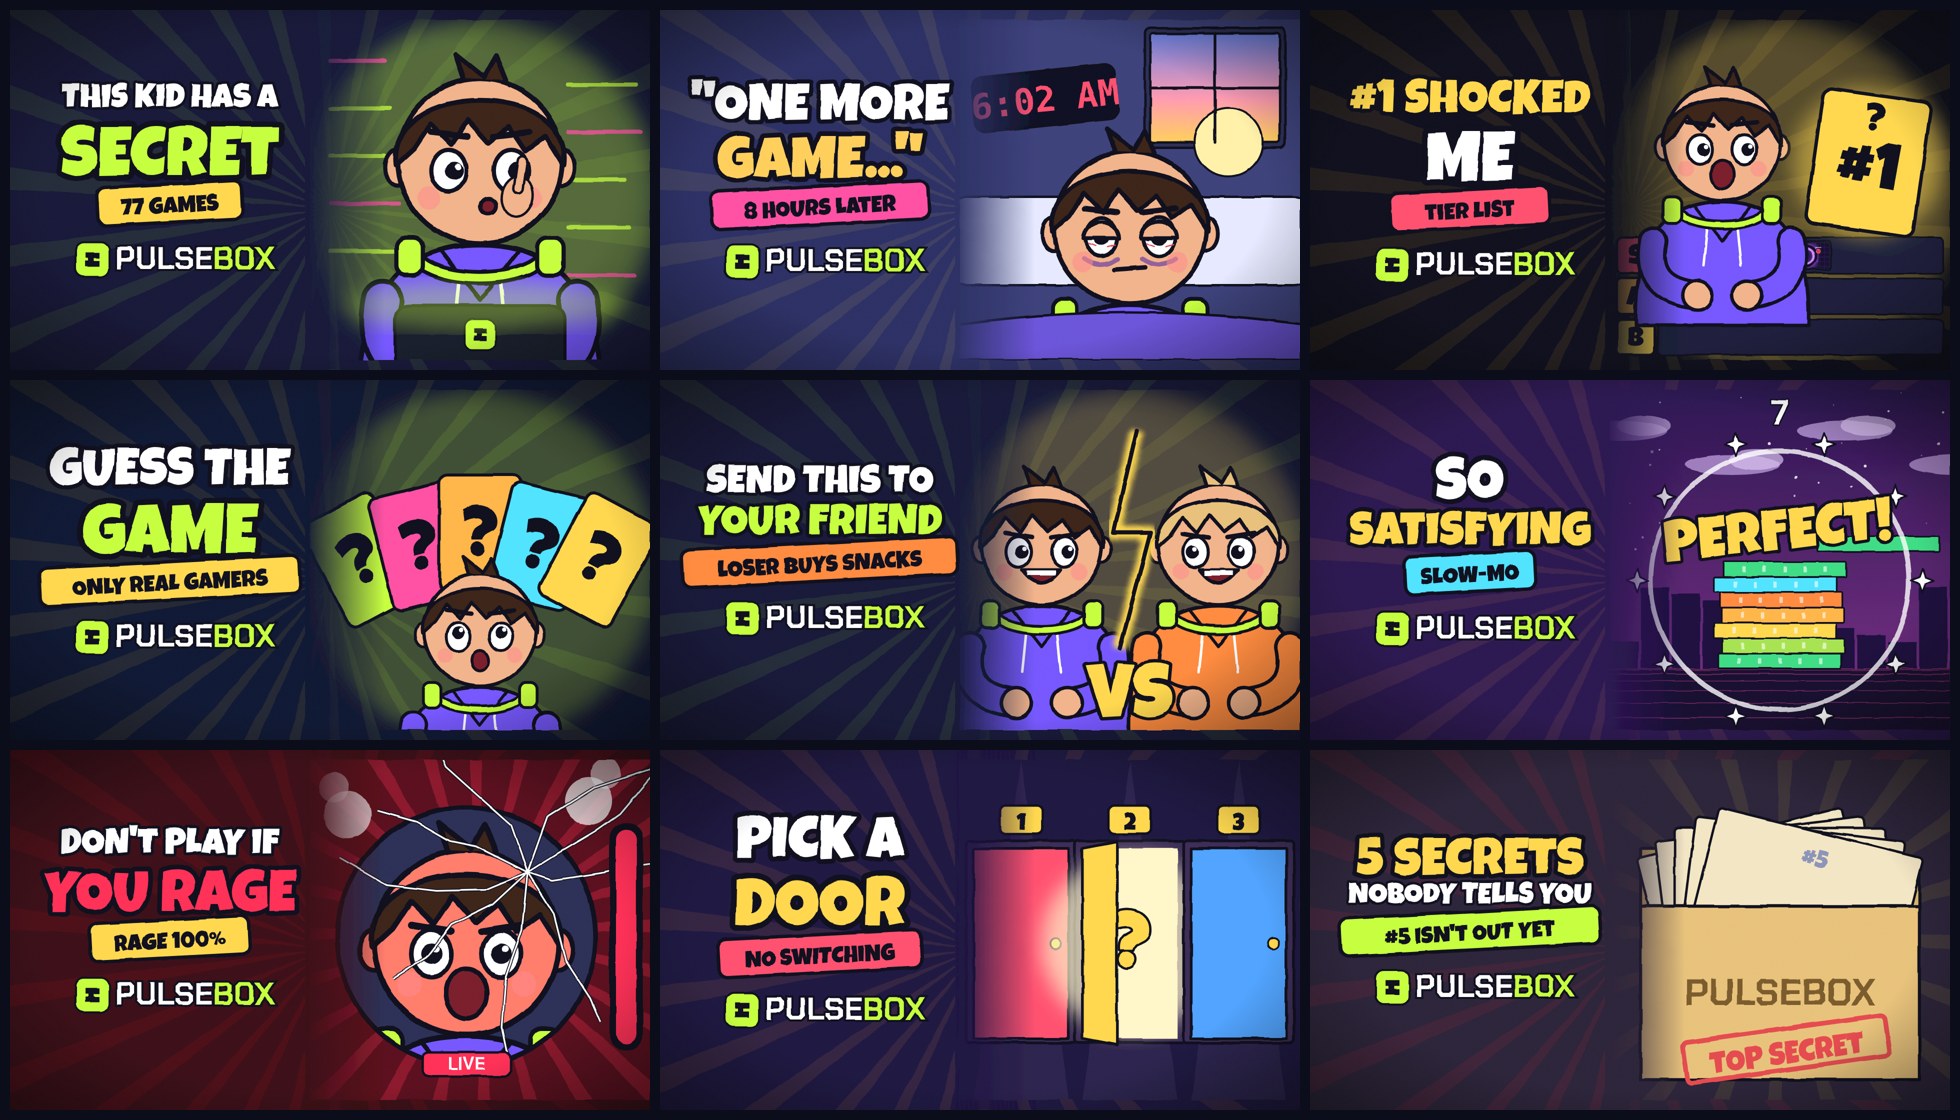 THIS KID HAS A
SECRET
77 GAMES
PULSEBOX
"ONE MORE
GAME..."
8 HOURS LATER
PULSEBOX
6:02 AM
#1 SHOCKED
ME
TIER LIST
PULSEBOX
?
#1
S
A
B
GUESS THE
GAME
ONLY REAL GAMERS
PULSEBOX
? ? ? ? ?
SEND THIS TO
YOUR FRIEND
LOSER BUYS SNACKS
PULSEBOX
VS
SO
SATISFYING
SLOW-MO
PULSEBOX
7
PERFECT!
DON'T PLAY IF
YOU RAGE
RAGE 100%
PULSEBOX
LIVE
PICK A
DOOR
NO SWITCHING
PULSEBOX
1 2 3
?
5 SECRETS
NOBODY TELLS YOU
#5 ISN'T OUT YET
PULSEBOX
#5
PULSEBOX
TOP SECRET